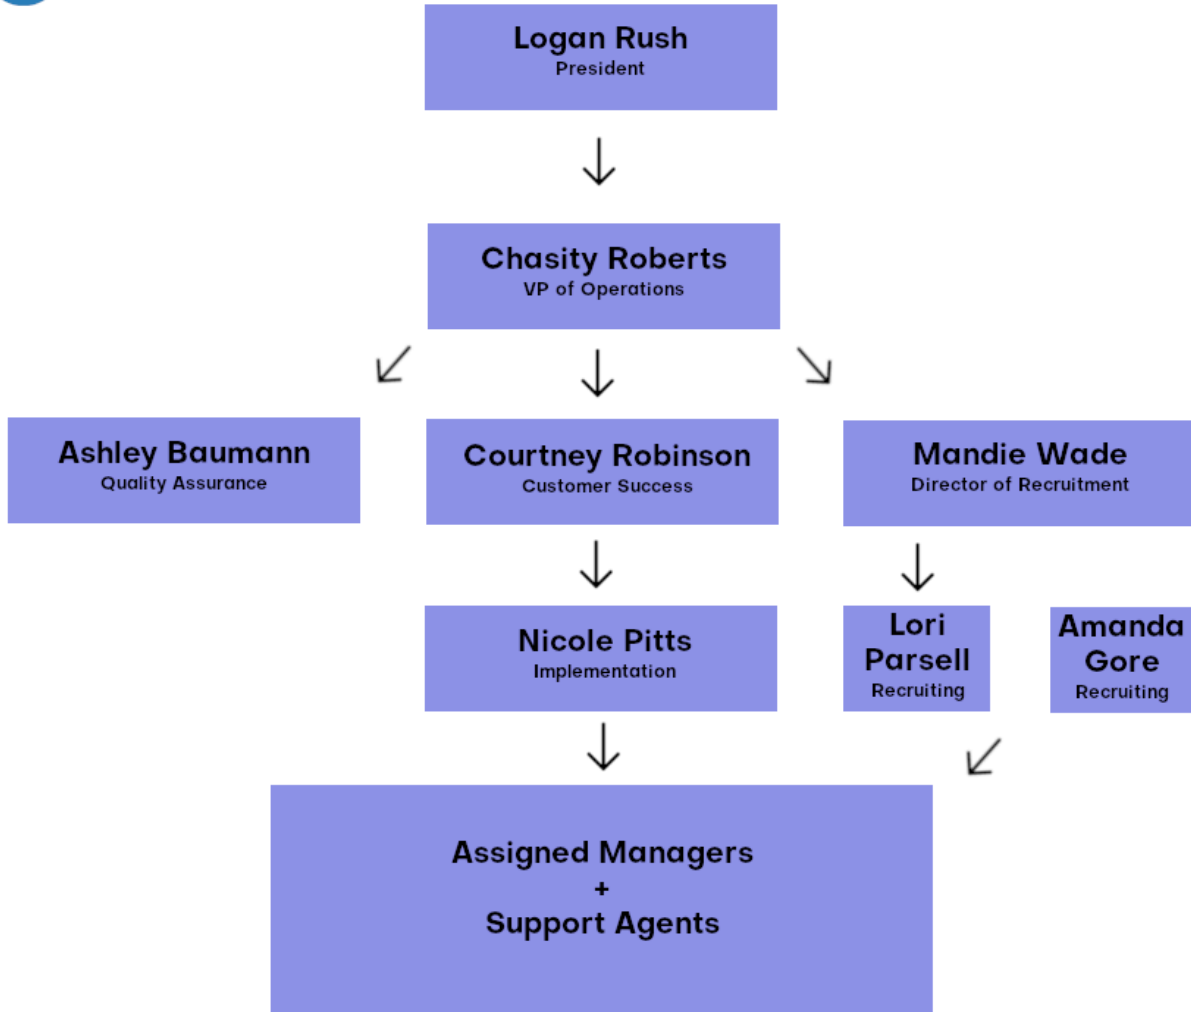 Logan Rush
President
Chasity Roberts
VP of Operations
Ashley Baumann
Quality Assurance
Courtney Robinson
Customer Success
Mandie Wade
Director of Recruitment
Nicole Pitts
Implementation
Lori
Parsell
Recruiting
Amanda
Gore
Recruiting
Assigned Managers
+
Support Agents